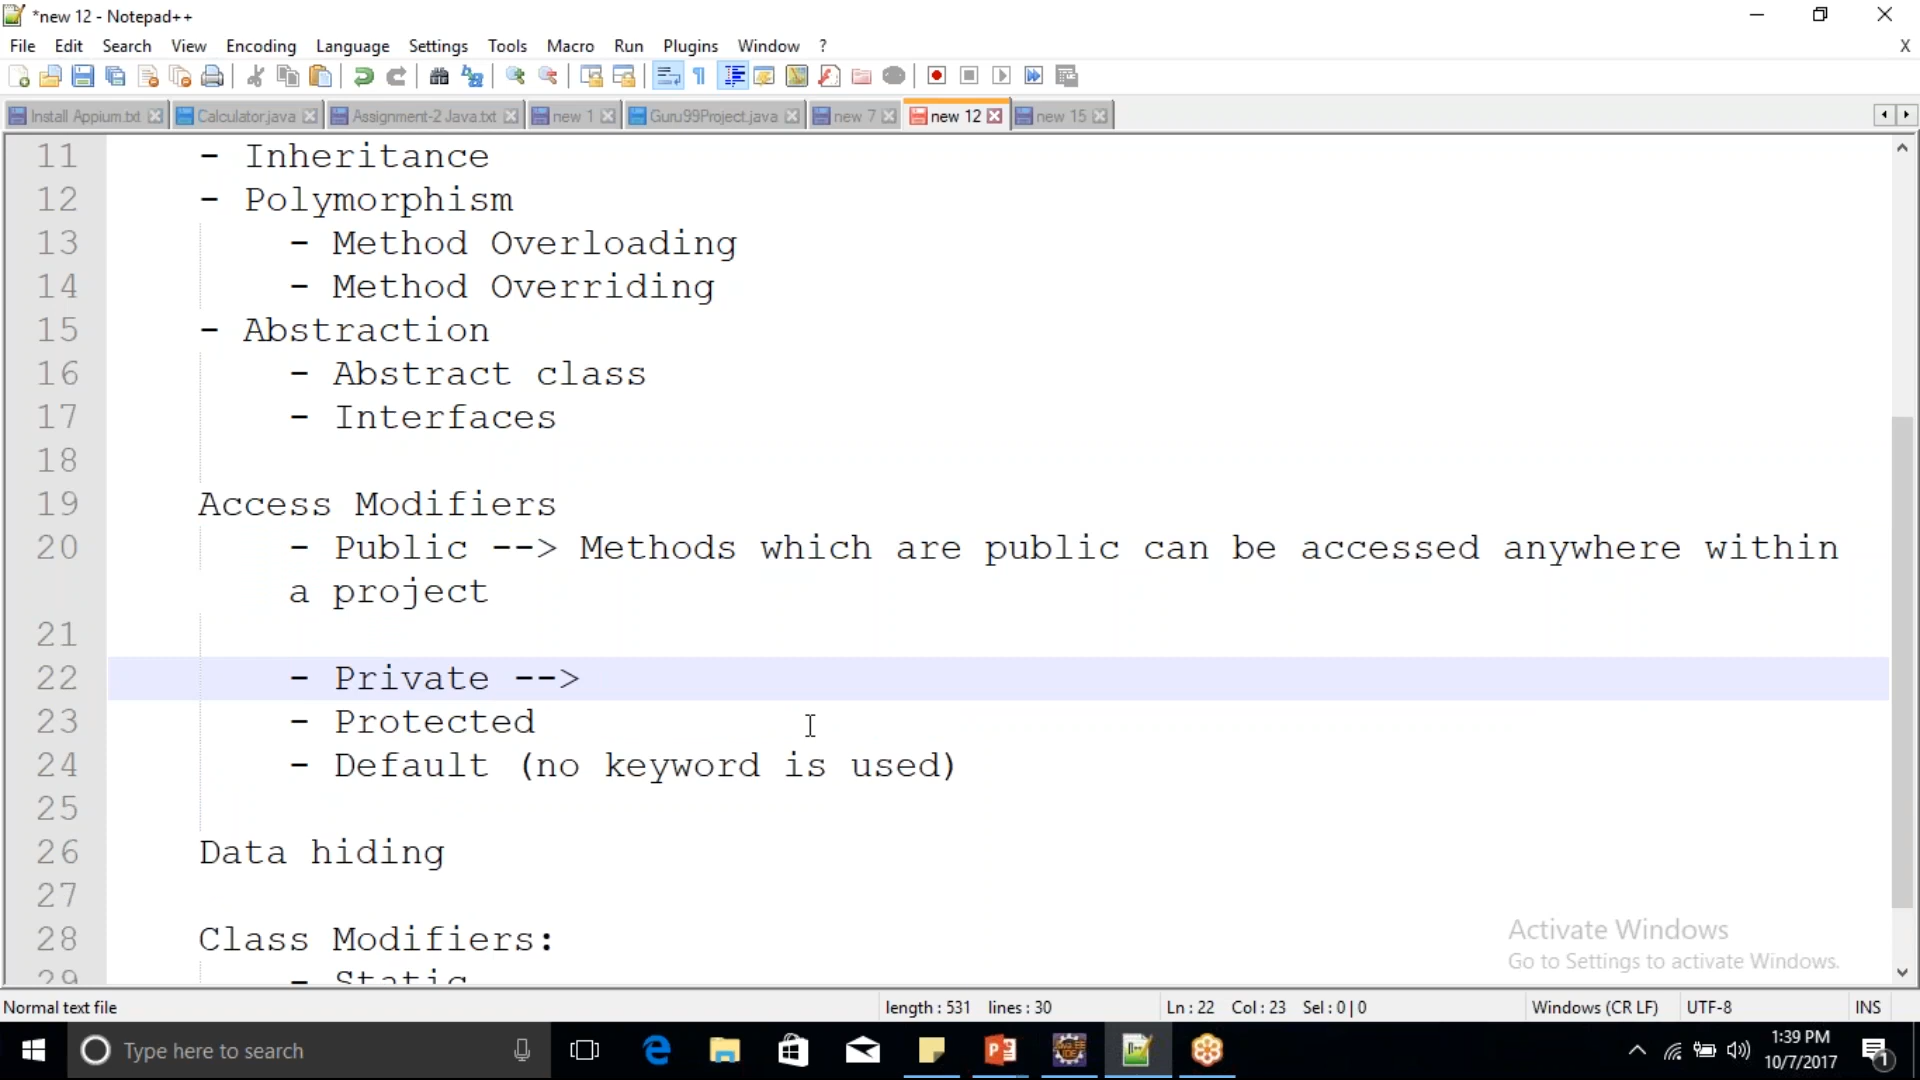 *new 12 - Notepad++
File Edit Search View Encoding Language Settings Tools Macro Run Plugins Window ? X
Install Appium.txt Calculator.java Assignment-2 Java.txt new 1 Guru99Project.java new 7 new 12 new 15
11 - Inheritance
12 - Polymorphism
13 - Method Overloading
14 - Method Overriding
15 - Abstraction
16 - Abstract class
17 - Interfaces
18
19 Access Modifiers
20 - Public --> Methods which are public can be accessed anywhere within
a project
21
22 - Private -->
23 - Protected
24 - Default (no keyword is used)
25
26 Data hiding
27
28 Class Modifiers:
29 - Static
Activate Windows
Go to Settings to activate Windows.
Normal text file length : 531 lines : 30 Ln : 22 Col : 23 Sel : 0 | 0 Windows (CR LF) UTF-8 INS
Type here to search
1:39 PM
10/7/2017
1